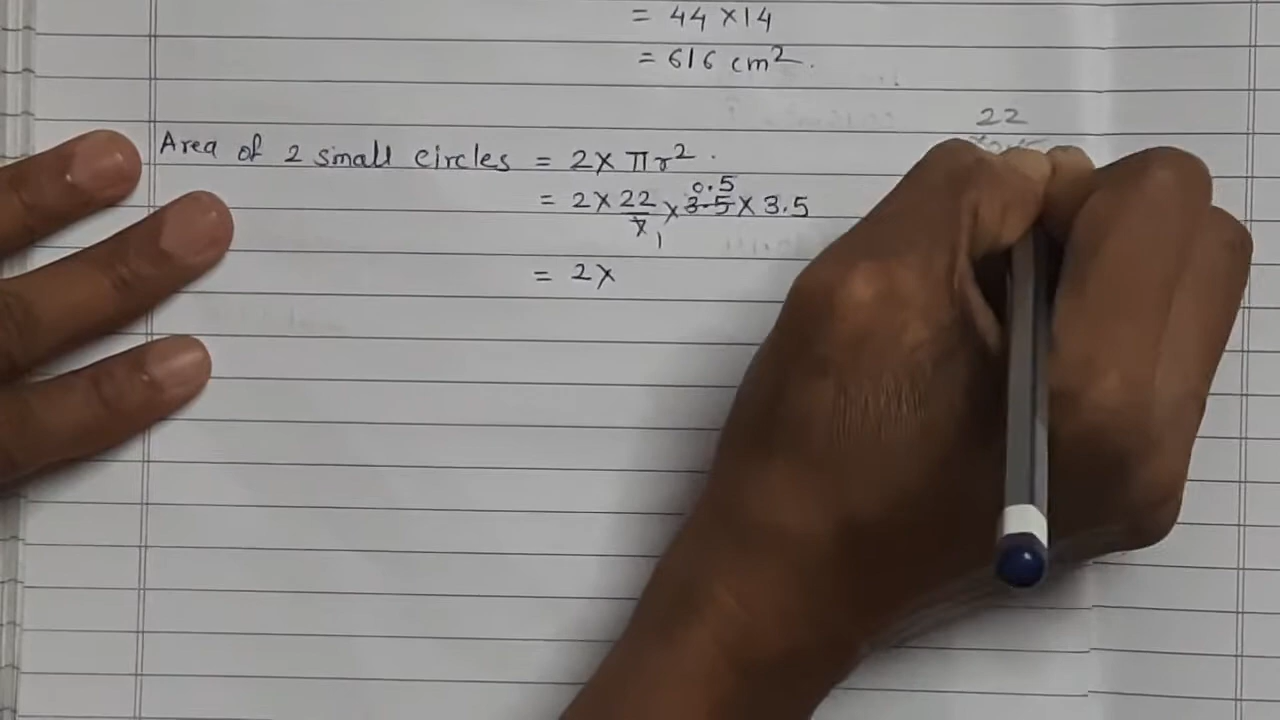 = 44 × 14
= 616 cm².
22
Area of 2 small circles = 2 × πr².
0.5
= 2 × 22/7 × 3.5 × 3.5
1
= 2 ×